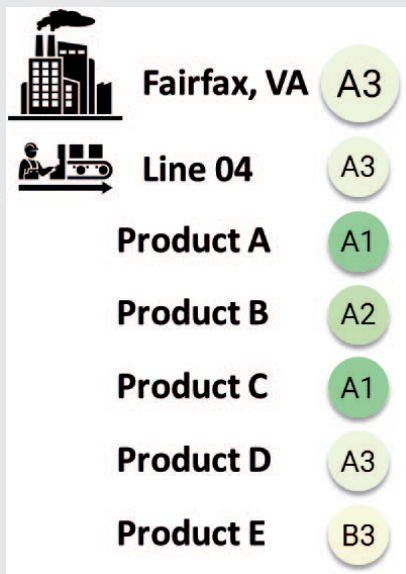 Fairfax, VA A3
Line 04 A3
Product A A1
Product B A2
Product C A1
Product D A3
Product E B3